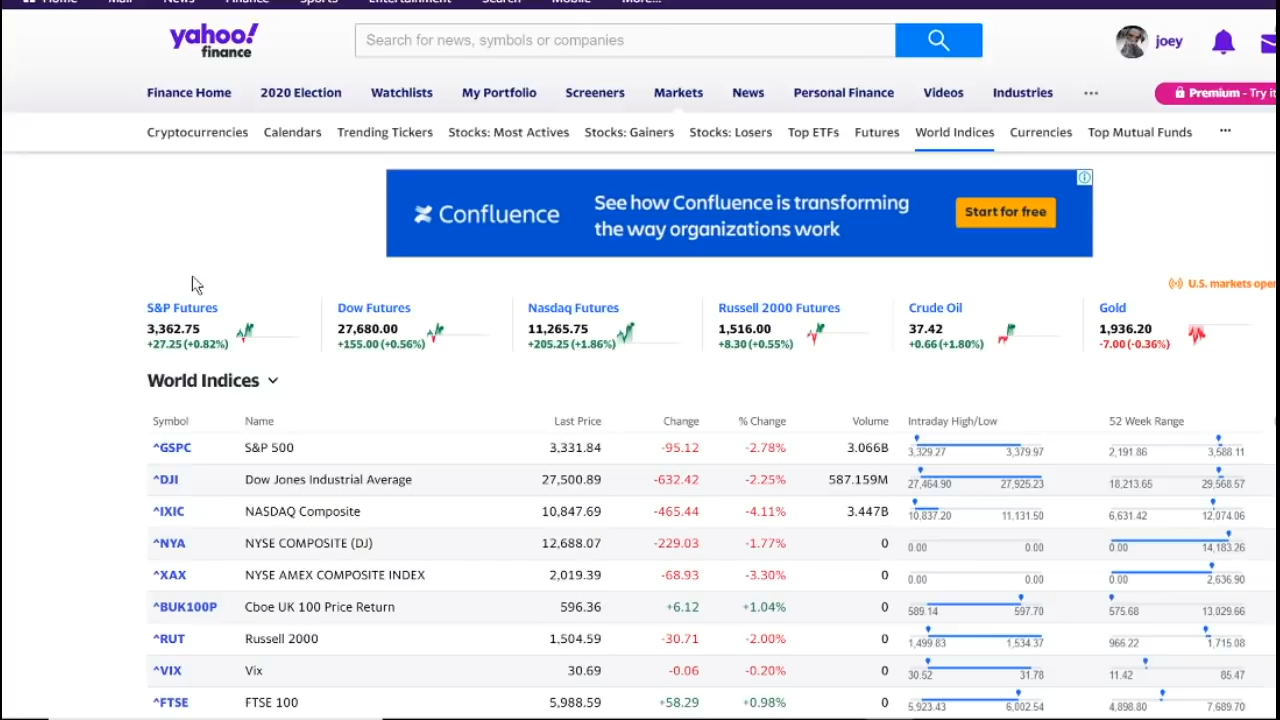 Home Mail News Finance Sports Entertainment Search Mobile More...
yahoo!
finance
Search for news, symbols or companies
joey
Finance Home 2020 Election Watchlists My Portfolio Screeners Markets News Personal Finance Videos Industries ... Premium - Try it
Cryptocurrencies Calendars Trending Tickers Stocks: Most Actives Stocks: Gainers Stocks: Losers Top ETFs Futures World Indices Currencies Top Mutual Funds ...
Confluence
See how Confluence is transforming
the way organizations work
Start for free
U.S. markets open
S&P Futures Dow Futures Nasdaq Futures Russell 2000 Futures Crude Oil Gold
3,362.75 27,680.00 11,265.75 1,516.00 37.42 1,936.20
+27.25 (+0.82%) +155.00 (+0.56%) +205.25 (+1.86%) +8.30 (+0.55%) +0.66 (+1.80%) -7.00 (-0.36%)
World Indices
Symbol Name Last Price Change % Change Volume Intraday High/Low 52 Week Range
^GSPC S&P 500 3,331.84 -95.12 -2.78% 3.066B 3,329.27 3,379.97 2,191.86 3,588.11
^DJI Dow Jones Industrial Average 27,500.89 -632.42 -2.25% 587.159M 27,464.90 27,925.23 18,213.65 29,568.57
^IXIC NASDAQ Composite 10,847.69 -465.44 -4.11% 3.447B 10,837.20 11,131.50 6,631.42 12,074.06
^NYA NYSE COMPOSITE (DJ) 12,688.07 -229.03 -1.77% 0 0.00 0.00 0.00 14,183.26
^XAX NYSE AMEX COMPOSITE INDEX 2,019.39 -68.93 -3.30% 0 0.00 0.00 0.00 2,636.90
^BUK100P Cboe UK 100 Price Return 596.36 +6.12 +1.04% 0 589.14 597.70 575.68 13,029.66
^RUT Russell 2000 1,504.59 -30.71 -2.00% 0 1,499.83 1,534.37 966.22 1,715.08
^VIX Vix 30.69 -0.06 -0.20% 0 30.52 31.78 11.42 85.47
^FTSE FTSE 100 5,988.59 +58.29 +0.98% 0 5,923.43 6,002.54 4,898.80 7,689.70